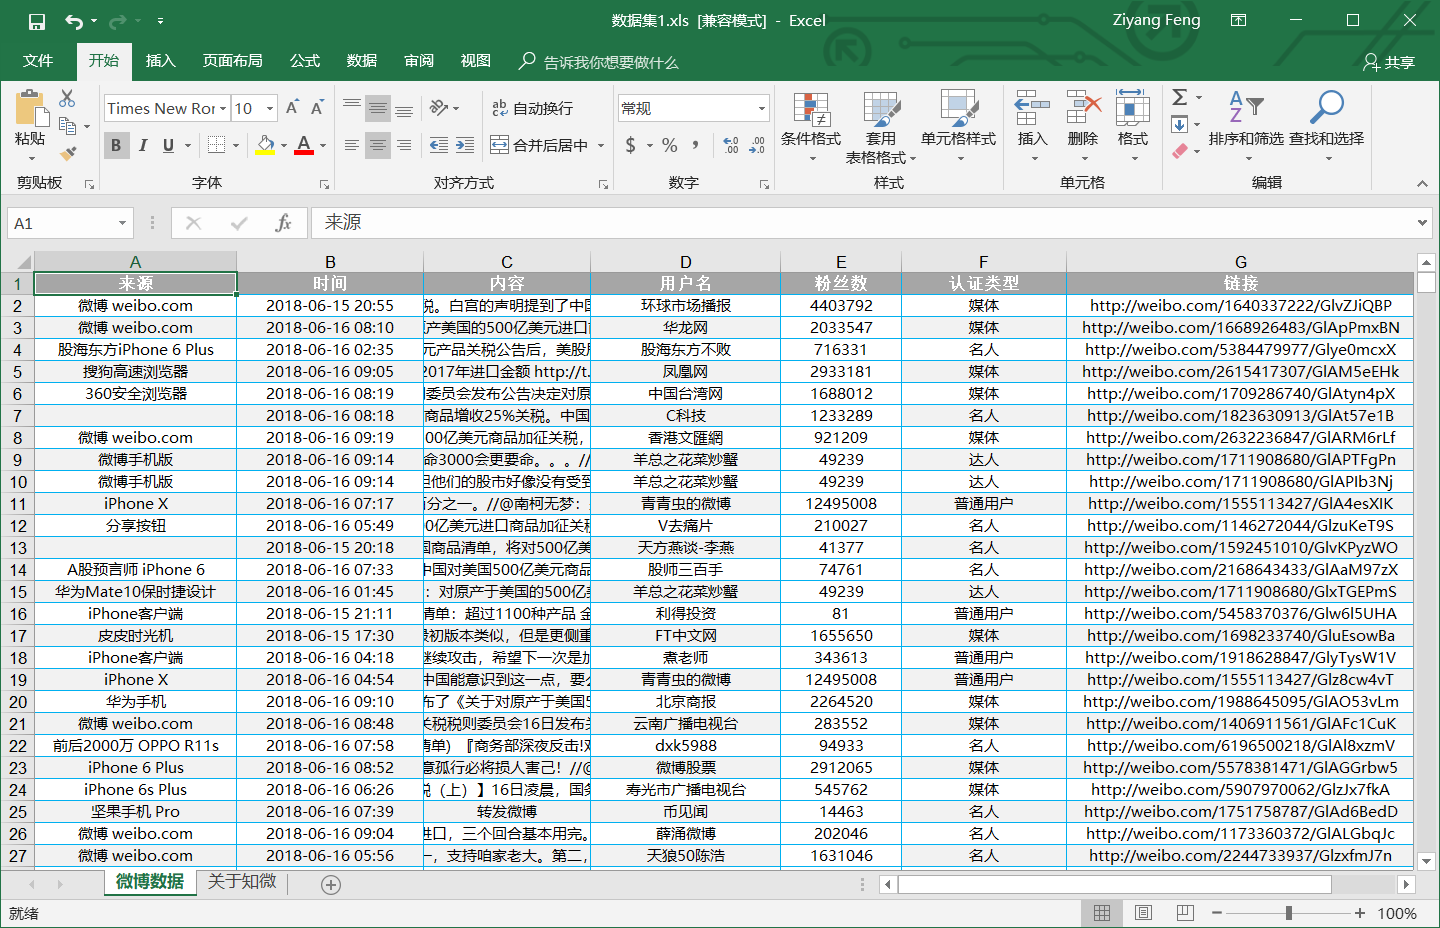 数据集1.xls [兼容模式] - Excel
Ziyang Feng
文件 开始 插入 页面布局 公式 数据 审阅 视图 告诉我你想要做什么 共享
粘贴
剪贴板
Times New Ror 10
B I U A
字体
自动换行
合并后居中
对齐方式
常规
$ % ,
数字
条件格式 套用 表格格式 单元格样式
样式
插入 删除 格式
单元格
排序和筛选 查找和选择
编辑
A1 fx 来源
A B C D E F G
1 来源 时间 内容 用户名 粉丝数 认证类型 链接
2 微博 weibo.com 2018-06-15 20:55 税。白宫的声明提到了中国 环球市场播报 4403792 媒体 http://weibo.com/1640337222/GlvZJiQBP
3 微博 weibo.com 2018-06-16 08:10 产美国的500亿美元进口商 华龙网 2033547 媒体 http://weibo.com/1668926483/GlApPmxBN
4 股海东方iPhone 6 Plus 2018-06-16 02:35 元产品关税公告后，美股 股海东方不败 716331 名人 http://weibo.com/5384479977/Glye0mcxX
5 搜狗高速浏览器 2018-06-16 09:05 2017年进口金额 http://t. 凤凰网 2933181 媒体 http://weibo.com/2615417307/GlAM5eEHk
6 360安全浏览器 2018-06-16 08:19 委员会发布公告决定对原 中国台湾网 1688012 媒体 http://weibo.com/1709286740/GlAtyn4pX
7 2018-06-16 08:18 商品增收25%关税。中国 C科技 1233289 名人 http://weibo.com/1823630913/GlAt57e1B
8 微博 weibo.com 2018-06-16 09:19 00亿美元商品加征关税， 香港文匯網 921209 媒体 http://weibo.com/2632236847/GlARM6rLf
9 微博手机版 2018-06-16 09:14 命3000会更要命。。。// 羊总之花菜炒蟹 49239 达人 http://weibo.com/1711908680/GlAPTFgPn
10 微博手机版 2018-06-16 09:14 但他们的股市好像没有受到 羊总之花菜炒蟹 49239 达人 http://weibo.com/1711908680/GlAPIb3Nj
11 iPhone X 2018-06-16 07:17 百分之一。//@南柯无梦： 青青虫的微博 12495008 普通用户 http://weibo.com/1555113427/GlA4esXIK
12 分享按钮 2018-06-16 05:49 00亿美元进口商品加征关税 V去痛片 210027 名人 http://weibo.com/1146272044/GlzuKeT9S
13 2018-06-15 20:18 国商品清单，将对500亿美 天方燕谈-李燕 41377 名人 http://weibo.com/1592451010/GlvKPyzWO
14 A股预言师 iPhone 6 2018-06-16 07:33 中国对美国500亿美元商品 股师三百手 74761 名人 http://weibo.com/2168643433/GlAaM97zX
15 华为Mate10保时捷设计 2018-06-16 01:45 ：对原产于美国的500亿美 羊总之花菜炒蟹 49239 达人 http://weibo.com/1711908680/GlxTGEPmS
16 iPhone客户端 2018-06-15 21:11 清单：超过1100种产品 金 利得投资 81 普通用户 http://weibo.com/5458370376/Glw6l5UHA
17 皮皮时光机 2018-06-15 17:30 最初版本类似，但是更侧重 FT中文网 1655650 媒体 http://weibo.com/1698233740/GluEsowBa
18 iPhone客户端 2018-06-16 04:18 继续攻击，希望下一次是加 煮老师 343613 普通用户 http://weibo.com/1918628847/GlyTysW1V
19 iPhone X 2018-06-16 04:54 中国能意识到这一点，要么 青青虫的微博 12495008 普通用户 http://weibo.com/1555113427/Glz8cw4vT
20 华为手机 2018-06-16 09:10 布了《关于对原产于美国5 北京商报 2264520 媒体 http://weibo.com/1988645095/GlAO53vLm
21 微博 weibo.com 2018-06-16 08:48 关税税则委员会16日发布关 云南广播电视台 283552 媒体 http://weibo.com/1406911561/GlAFc1CuK
22 前后2000万 OPPO R11s 2018-06-16 07:58 清单）『商务部深夜反击!对 dxk5988 94933 名人 http://weibo.com/6196500218/GlAl8xzmV
23 iPhone 6 Plus 2018-06-16 08:52 意孤行必将损人害己！//@ 微博股票 2912065 媒体 http://weibo.com/5578381471/GlAGGrbw5
24 iPhone 6s Plus 2018-06-16 06:26 税（上）】16日凌晨，国务 寿光市广播电视台 545762 媒体 http://weibo.com/5907970062/GlzJx7fkA
25 坚果手机 Pro 2018-06-16 07:39 转发微博 币见闻 14463 名人 http://weibo.com/1751758787/GlAd6BedD
26 微博 weibo.com 2018-06-16 09:04 进口，三个回合基本用完。 薛涌微博 202046 名人 http://weibo.com/1173360372/GlALGbqJc
27 微博 weibo.com 2018-06-16 05:56 一，支持咱家老大。第二， 天狼50陈浩 1631046 名人 http://weibo.com/2244733937/GlzxfmJ7n
微博数据 关于知微
就绪 100%